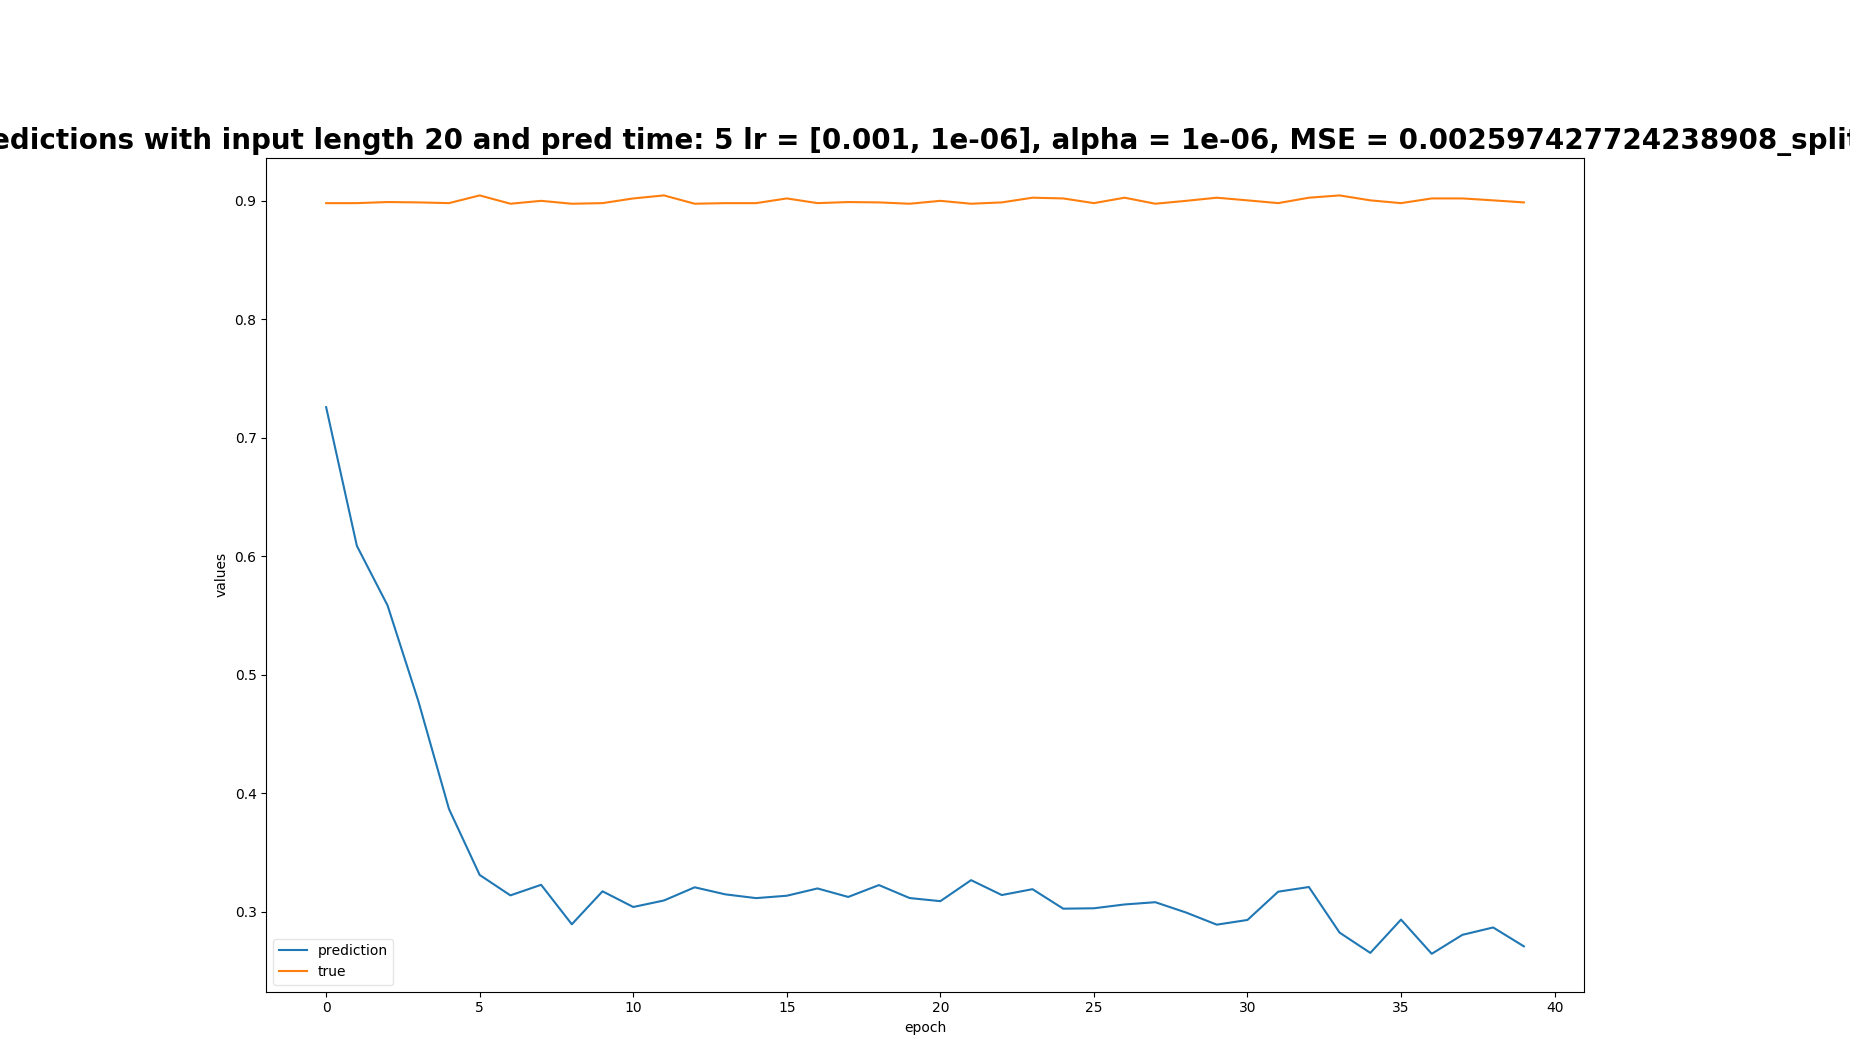 edictions with input length 20 and pred time: 5 lr = [0.001, 1e-06], alpha = 1e-06, MSE = 0.002597427724238908_split
0.9
0.8
0.7
0.6
0.5
0.4
0.3
values
prediction
true
0 5 10 15 20 25 30 35 40
epoch